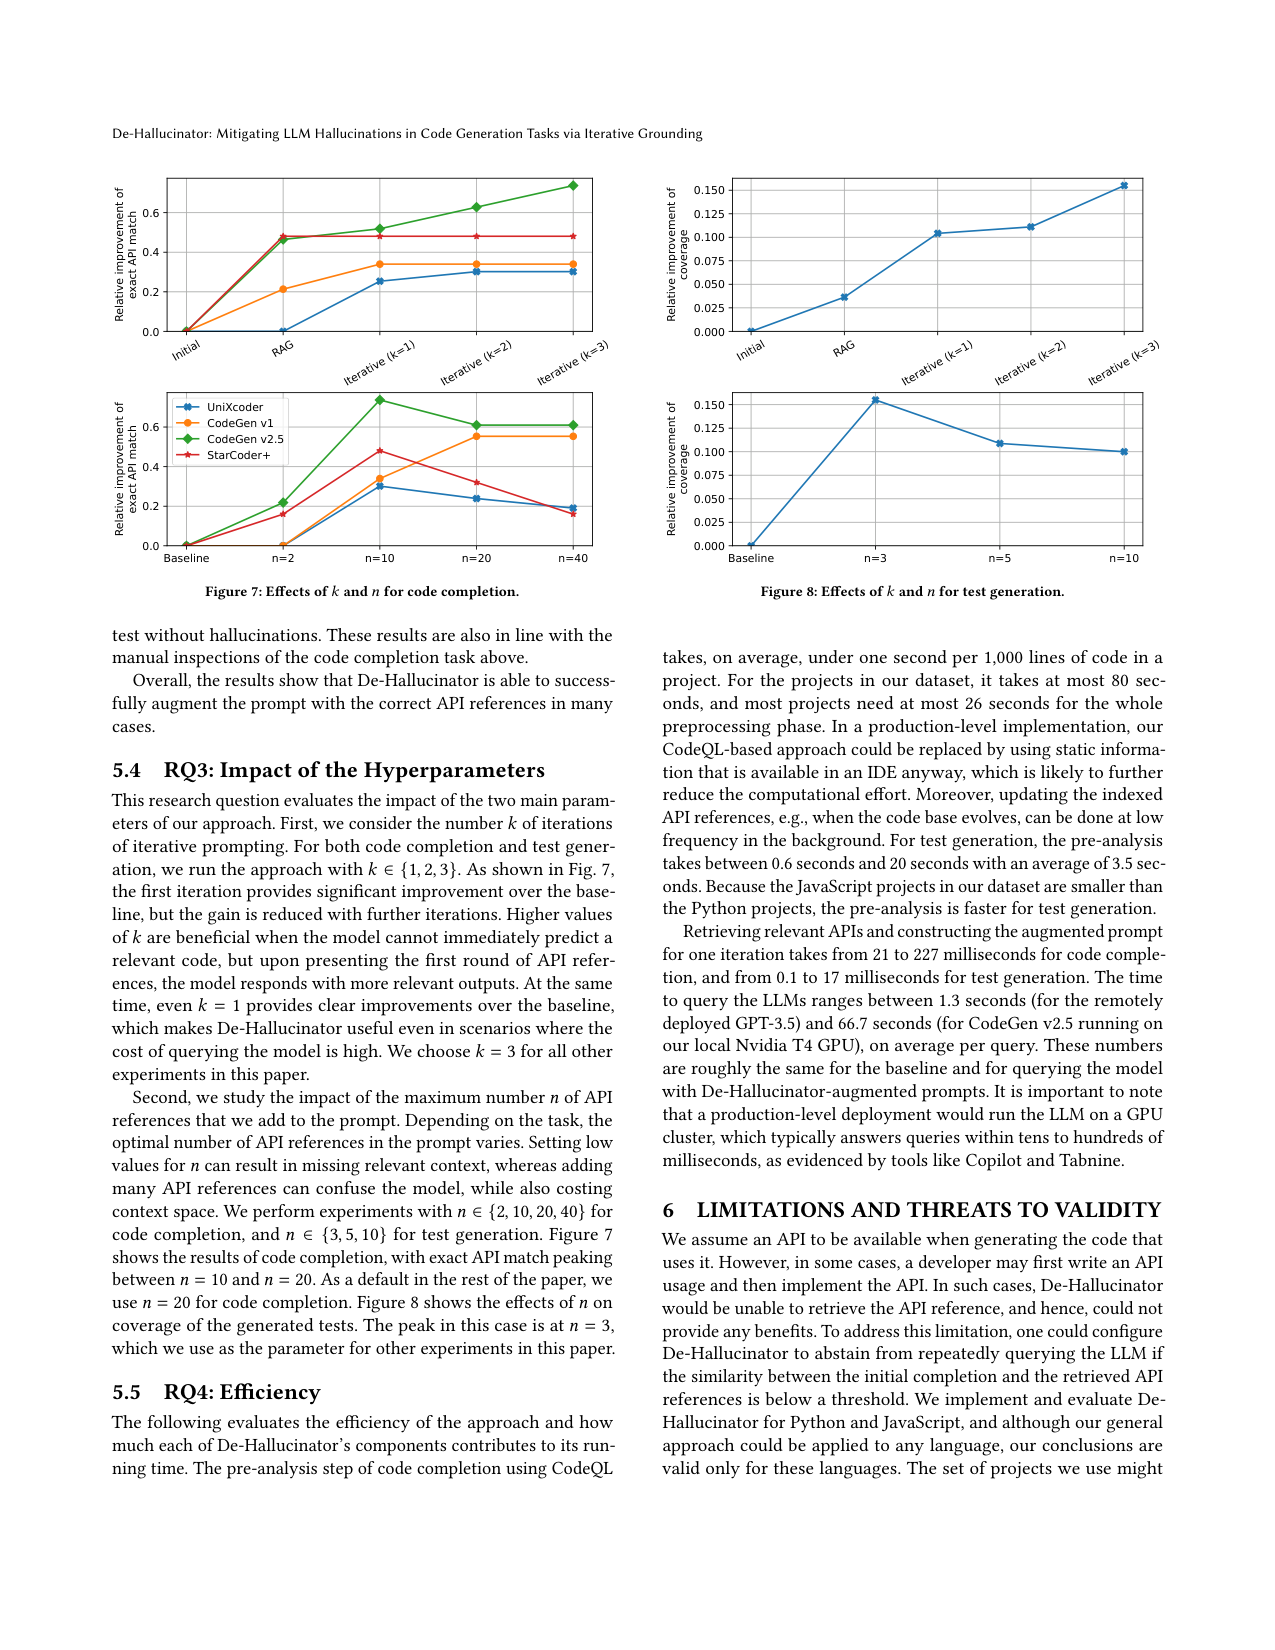 De-Hallucinator: Mitigating LLM Hallucinations in Code Generation Tasks via Iterative Grounding
Relative improvement of
exact API match
0.6
0.4
0.2
0.0
Initial
RAG
Iterative (k=1)
Iterative (k=2)
Iterative (k=3)
Relative improvement of
exact API match
0.6
0.4
0.2
0.0
UniXcoder
CodeGen v1
CodeGen v2.5
StarCoder+
Baseline
n=2
n=10
n=20
n=40
Figure 7: Effects of k and n for code completion.
Relative improvement of
coverage
0.150
0.125
0.100
0.075
0.050
0.025
0.000
Initial
RAG
Iterative (k=1)
Iterative (k=2)
Iterative (k=3)
Relative improvement of
coverage
0.150
0.125
0.100
0.075
0.050
0.025
0.000
Baseline
n=3
n=5
n=10
Figure 8: Effects of k and n for test generation.
test without hallucinations. These results are also in line with the
manual inspections of the code completion task above.
Overall, the results show that De-Hallucinator is able to success-
fully augment the prompt with the correct API references in many
cases.
5.4 RQ3: Impact of the Hyperparameters
This research question evaluates the impact of the two main param-
eters of our approach. First, we consider the number k of iterations
of iterative prompting. For both code completion and test gener-
ation, we run the approach with k ∈ {1, 2, 3}. As shown in Fig. 7,
the first iteration provides significant improvement over the base-
line, but the gain is reduced with further iterations. Higher values
of k are beneficial when the model cannot immediately predict a
relevant code, but upon presenting the first round of API refer-
ences, the model responds with more relevant outputs. At the same
time, even k = 1 provides clear improvements over the baseline,
which makes De-Hallucinator useful even in scenarios where the
cost of querying the model is high. We choose k = 3 for all other
experiments in this paper.
Second, we study the impact of the maximum number n of API
references that we add to the prompt. Depending on the task, the
optimal number of API references in the prompt varies. Setting low
values for n can result in missing relevant context, whereas adding
many API references can confuse the model, while also costing
context space. We perform experiments with n ∈ {2, 10, 20, 40} for
code completion, and n ∈ {3, 5, 10} for test generation. Figure 7
shows the results of code completion, with exact API match peaking
between n = 10 and n = 20. As a default in the rest of the paper, we
use n = 20 for code completion. Figure 8 shows the effects of n on
coverage of the generated tests. The peak in this case is at n = 3,
which we use as the parameter for other experiments in this paper.
5.5 RQ4: Efficiency
The following evaluates the efficiency of the approach and how
much each of De-Hallucinator's components contributes to its run-
ning time. The pre-analysis step of code completion using CodeQL
takes, on average, under one second per 1,000 lines of code in a
project. For the projects in our dataset, it takes at most 80 sec-
onds, and most projects need at most 26 seconds for the whole
preprocessing phase. In a production-level implementation, our
CodeQL-based approach could be replaced by using static informa-
tion that is available in an IDE anyway, which is likely to further
reduce the computational effort. Moreover, updating the indexed
API references, e.g., when the code base evolves, can be done at low
frequency in the background. For test generation, the pre-analysis
takes between 0.6 seconds and 20 seconds with an average of 3.5 sec-
onds. Because the JavaScript projects in our dataset are smaller than
the Python projects, the pre-analysis is faster for test generation.
Retrieving relevant APIs and constructing the augmented prompt
for one iteration takes from 21 to 227 milliseconds for code comple-
tion, and from 0.1 to 17 milliseconds for test generation. The time
to query the LLMs ranges between 1.3 seconds (for the remotely
deployed GPT-3.5) and 66.7 seconds (for CodeGen v2.5 running on
our local Nvidia T4 GPU), on average per query. These numbers
are roughly the same for the baseline and for querying the model
with De-Hallucinator-augmented prompts. It is important to note
that a production-level deployment would run the LLM on a GPU
cluster, which typically answers queries within tens to hundreds of
milliseconds, as evidenced by tools like Copilot and Tabnine.
6 LIMITATIONS AND THREATS TO VALIDITY
We assume an API to be available when generating the code that
uses it. However, in some cases, a developer may first write an API
usage and then implement the API. In such cases, De-Hallucinator
would be unable to retrieve the API reference, and hence, could not
provide any benefits. To address this limitation, one could configure
De-Hallucinator to abstain from repeatedly querying the LLM if
the similarity between the initial completion and the retrieved API
references is below a threshold. We implement and evaluate De-
Hallucinator for Python and JavaScript, and although our general
approach could be applied to any language, our conclusions are
valid only for these languages. The set of projects we use might